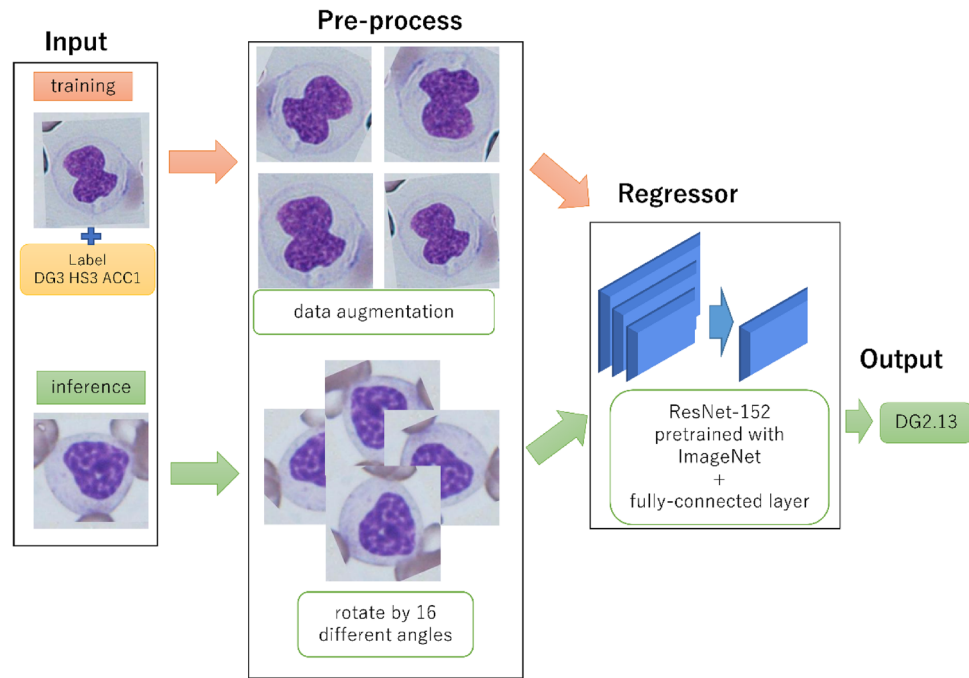 Input
training
Label
DG3 HS3 ACC1
inference
Pre-process
data augmentation
rotate by 16
different angles
Regressor
ResNet-152
pretrained with
ImageNet
+
fully-connected layer
Output
DG2.13